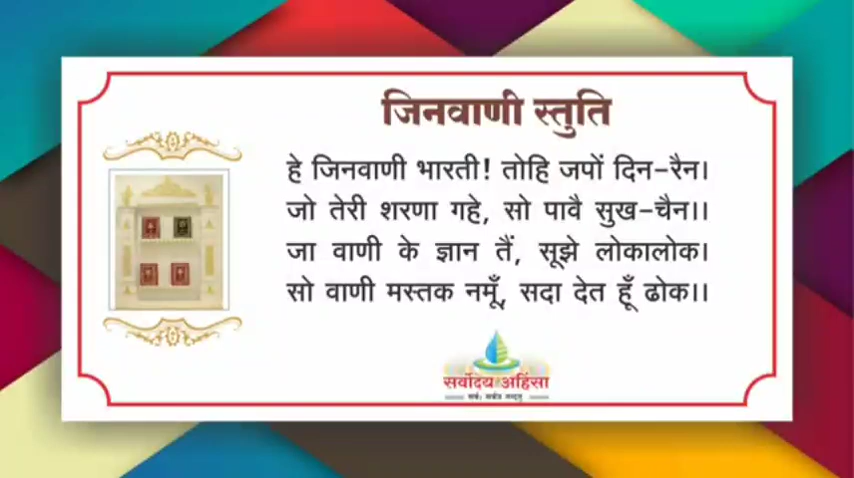 जिनवाणी स्तुति
हे जिनवाणी भारती! तोहि जपों दिन-रैन।
जो तेरी शरणा गहे, सो पावै सुख-चैन।।
जा वाणी के ज्ञान तैं, सूझे लोकालोक।
सो वाणी मस्तक नमूँ, सदा देत हूँ ढोक।।
सर्वोदय अहिंसा